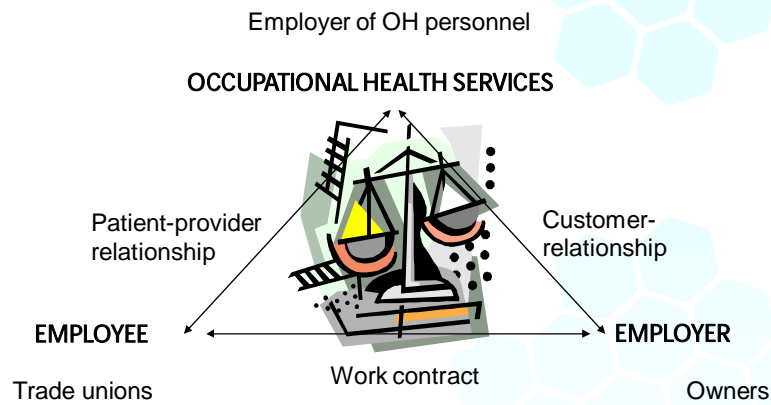 Employer of OH personnel
OCCUPATIONAL HEALTH SERVICES
Patient-provider
relationship
Customer-
relationship
EMPLOYEE
EMPLOYER
Work contract
Trade unions
Owners